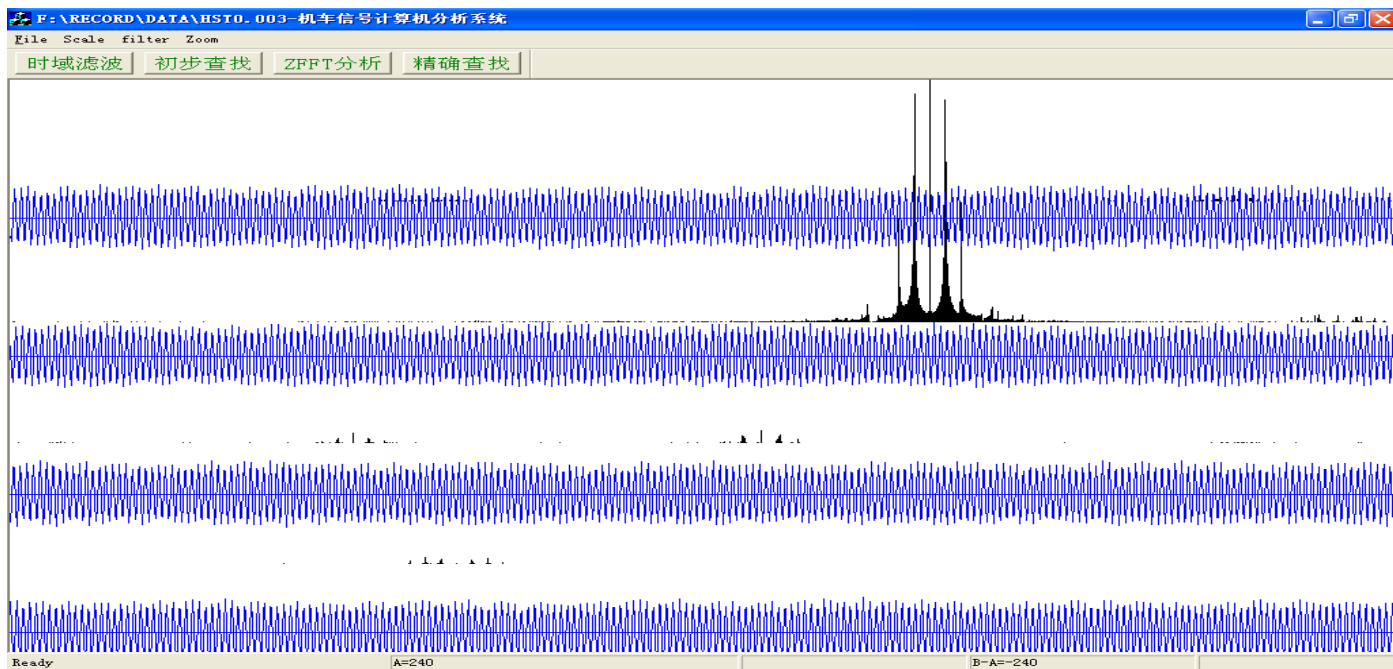 F:\RECORD\DATA\HST0.003-机车信号计算机分析系统
File Scale filter Zoom
时域滤波 初步查找 ZFFT分析 精确查找
Ready A=240 B-A=-240